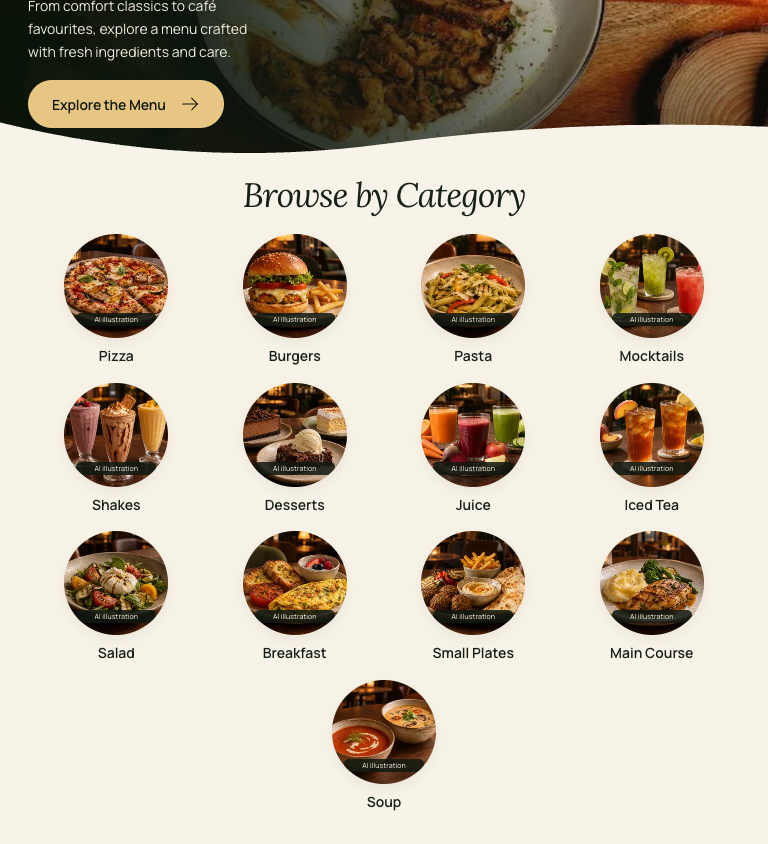 From comfort classics to café
favourites, explore a menu crafted
with fresh ingredients and care.
Explore the Menu
Browse by Category
AI illustration
AI illustration
AI illustration
AI illustration
Pizza
Burgers
Pasta
Mocktails
AI illustration
AI illustration
AI illustration
AI illustration
Shakes
Desserts
Juice
Iced Tea
AI illustration
AI illustration
AI illustration
AI illustration
Salad
Breakfast
Small Plates
Main Course
AI illustration
Soup